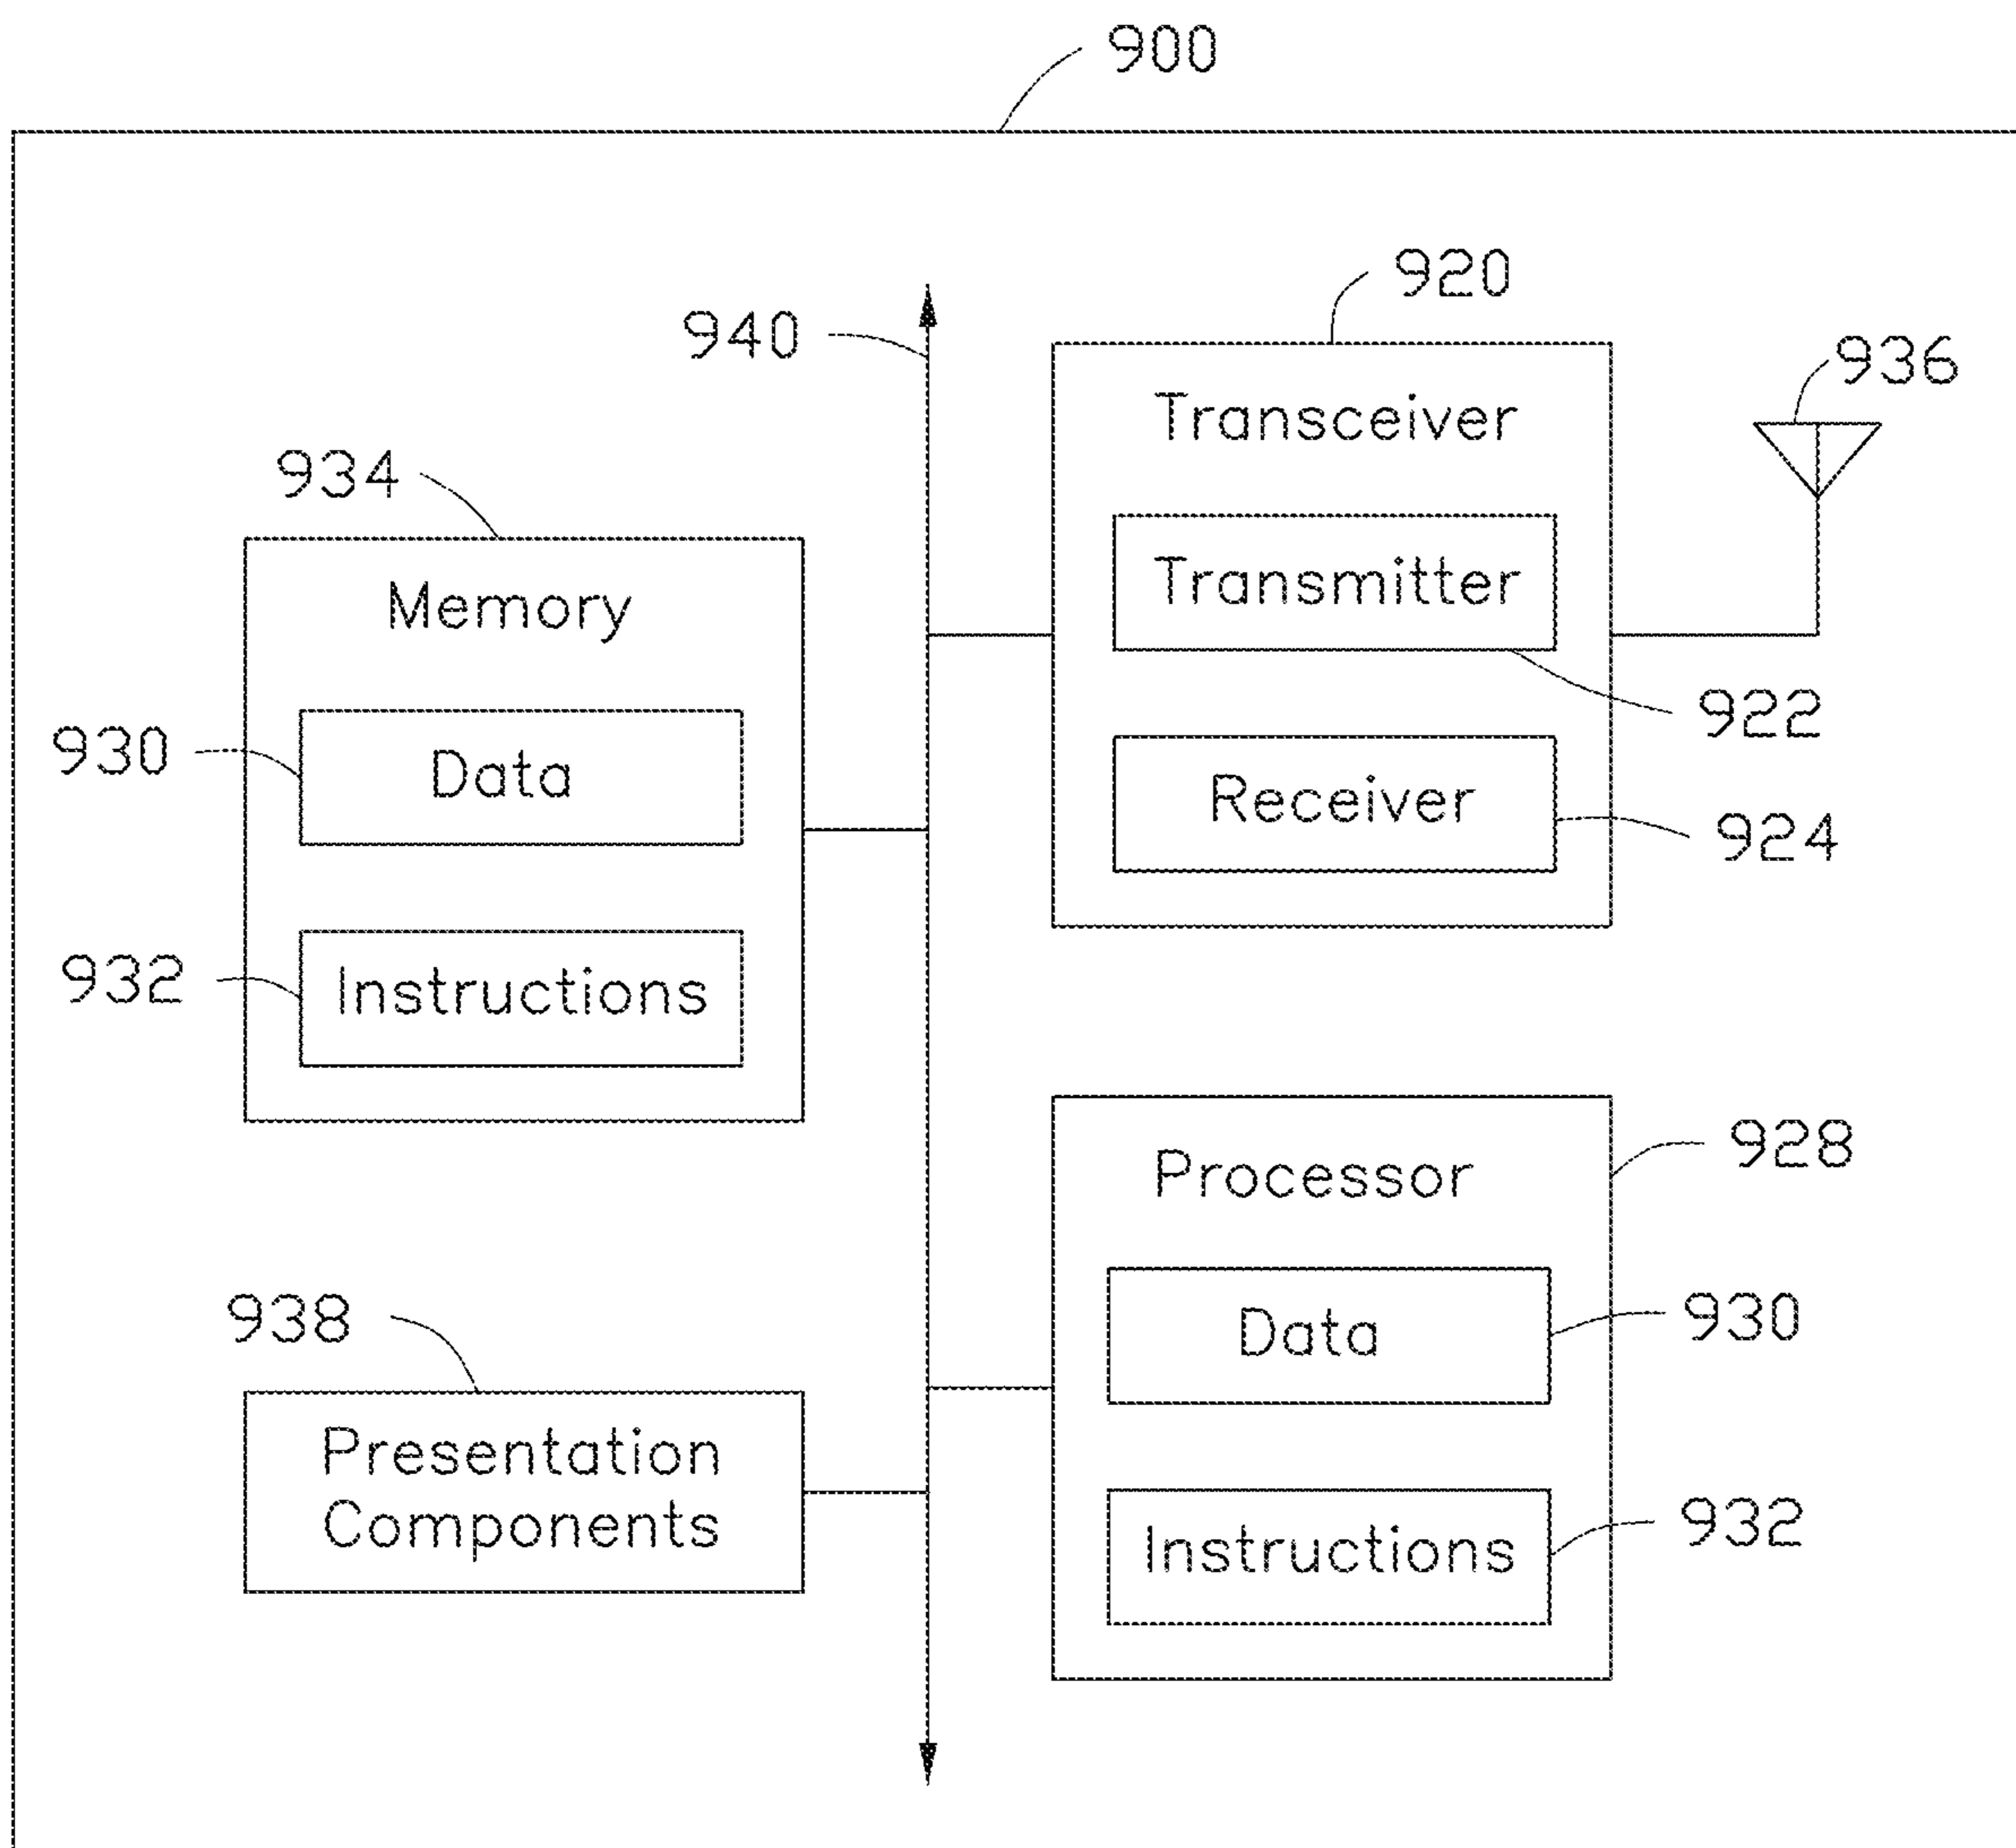 900
920
940
936
Transceiver
934
Transmitter
Memory
922
930
Data
Receiver
924
932
Instructions
928
Processor
938
Data
930
Presentation
Components
Instructions
932